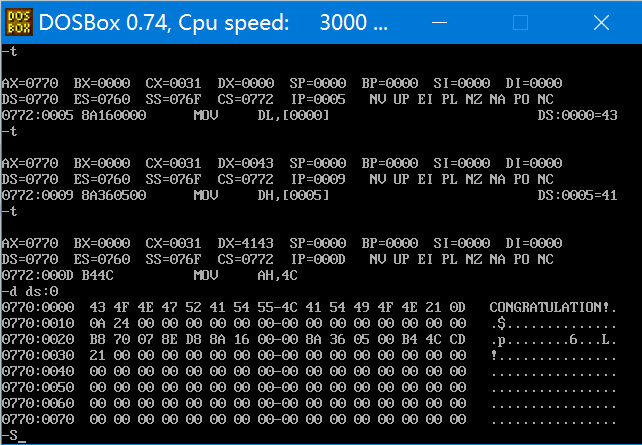 DOS
BOX
DOSBox 0.74, Cpu speed: 3000 ...
-t
AX=0770 BX=0000 CX=0031 DX=0000 SP=0000 BP=0000 SI=0000 DI=0000
DS=0770 ES=0760 SS=076F CS=0772 IP=0005 NV UP EI PL NZ NA PO NC
0772:0005 8A160000 MOV DL,[0000] DS:0000=43
-t
AX=0770 BX=0000 CX=0031 DX=0043 SP=0000 BP=0000 SI=0000 DI=0000
DS=0770 ES=0760 SS=076F CS=0772 IP=0009 NV UP EI PL NZ NA PO NC
0772:0009 8A360500 MOV DH,[0005] DS:0005=41
-t
AX=0770 BX=0000 CX=0031 DX=4143 SP=0000 BP=0000 SI=0000 DI=0000
DS=0770 ES=0760 SS=076F CS=0772 IP=000D NV UP EI PL NZ NA PO NC
0772:000D B44C MOV AH,4C
-d ds:0
0770:0000 43 4F 4E 47 52 41 54 55-4C 41 54 49 4F 4E 21 0D CONGRATULATION!.
0770:0010 0A 24 00 00 00 00 00 00-00 00 00 00 00 00 00 00 .$..............
0770:0020 B8 70 07 8E D8 8A 16 00-00 8A 36 05 00 B4 4C CD .p........6...L.
0770:0030 21 00 00 00 00 00 00 00-00 00 00 00 00 00 00 00 !...............
0770:0040 00 00 00 00 00 00 00 00-00 00 00 00 00 00 00 00 ................
0770:0050 00 00 00 00 00 00 00 00-00 00 00 00 00 00 00 00 ................
0770:0060 00 00 00 00 00 00 00 00-00 00 00 00 00 00 00 00 ................
0770:0070 00 00 00 00 00 00 00 00-00 00 00 00 00 00 00 00 ................
-S_